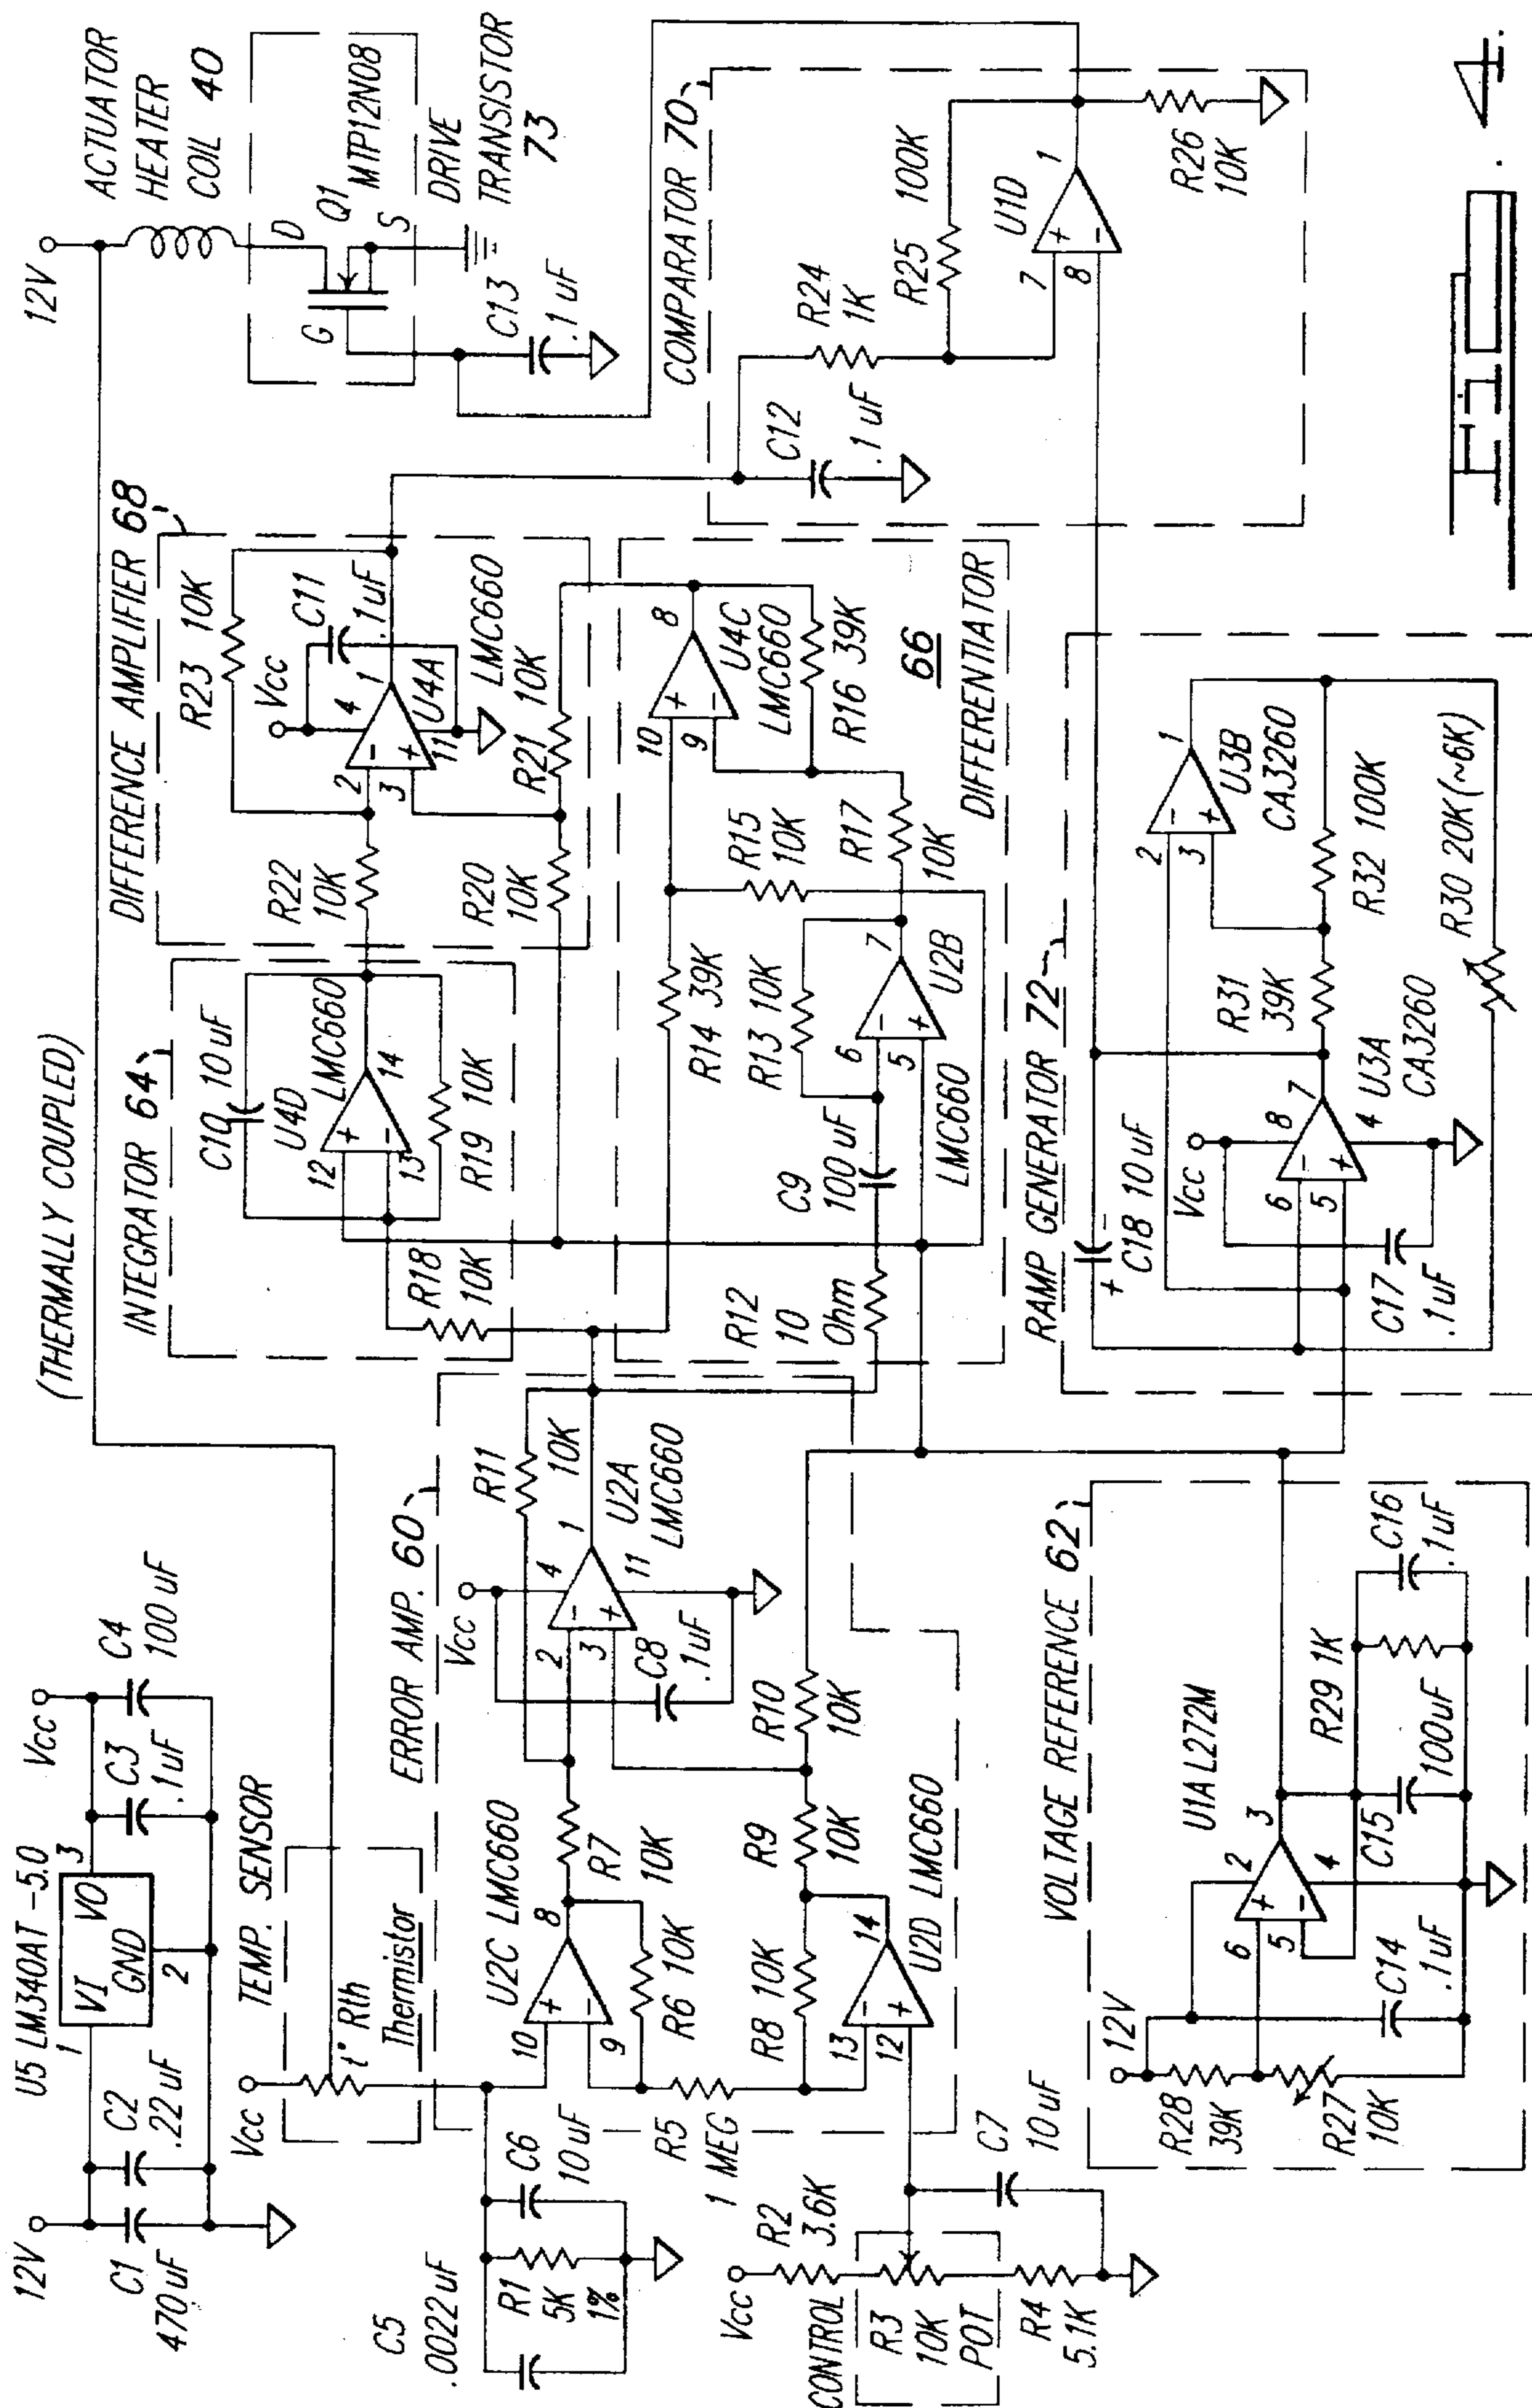 12V
C1
470uF
C2
.22 uF
U5 LM340AT -5.0
1
VI
VO
GND
2
3
C3
.1uF
C4
100 uF
Vcc
(THERMALLY COUPLED)
12V
ACTUATOR
HEATER
COIL 40
D
Q1
MTP12N08
G
S
DRIVE
TRANSISTOR
73
C13
.1 uF
Vcc
TEMP. SENSOR
t° Rth
Thermistor
C5
.0022uF
R1
5K
1%
C6
10 uF
ERROR AMP. 60
U2C LMC660
10
9
8
R6 10K
R7
10K
R5
1 MEG
R8 10K
13
12
14
U2D LMC660
R9
10K
R10
10K
Vcc
2
3
4
11
1
C8
.1uF
R11
10K
U2A
LMC660
Vcc
R2
3.6K
CONTROL
R3
10K
POT
R4
5.1K
C7
10 uF
INTEGRATOR 64
C10
10 uF
U4D
LMC660
12
13
14
R18
10K
R19 10K
DIFFERENCE AMPLIFIER 68
R23 10K
Vcc
C11
.1uF
R22
10K
2
3
4
1
11
U4A
LMC660
R20
10K
R21
10K
DIFFERENTIATOR
66
R12
10
Ohm
C9
100 uF
R14 39K
R13 10K
6
5
7
U2B
LMC660
R15
10K
R17
10K
10
9
8
U4C
LMC660
R16 39K
COMPARATOR 70
C12
.1 uF
R24
1K
R25
100K
7
8
U1D
1
R26
10K
VOLTAGE REFERENCE 62
12V
R28
39K
R27
10K
C14
.1uF
6
5
2
3
4
U1A L272M
C15
100uF
R29 1K
C16
.1uF
RAMP GENERATOR 72
C18 10 uF
+
Vcc
C17
.1uF
6
5
8
7
4
U3A
CA3260
R31
39K
2
3
1
U3B
CA3260
R32 100K
R30 20K(~6K)
FIG. 4.